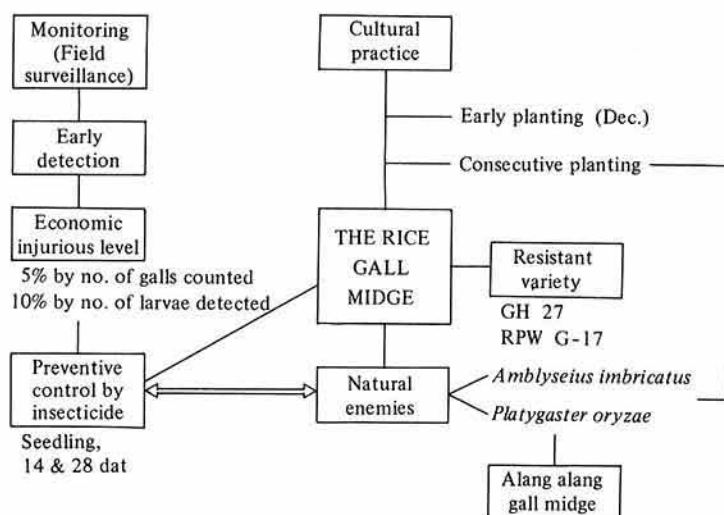 Monitoring
(Field
surveillance)
Early
detection
Economic
injurious level
5% by no. of galls counted
10% by no. of larvae detected
Preventive
control by
insecticide
Seedling,
14 & 28 dat
Cultural
practice
Early planting (Dec.)
Consecutive planting
THE RICE
GALL
MIDGE
Resistant
variety
GH 27
RPW G-17
Natural
enemies
Amblyseius imbricatus
Platygaster oryzae
Alang alang
gall midge